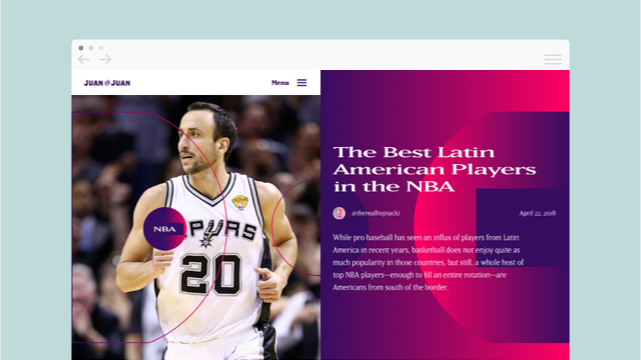 JUAN & JUAN
Menu
NBA
SPURS
20
The Best Latin
American Players
in the NBA
@therealhupnacki
April 22, 2018
While pro baseball has seen an influx of players from Latin
America in recent years, basketball does not enjoy quite as
much popularity in those countries, but still, a whole host of
top NBA players—enough to fill an entire rotation—are
Americans from south of the border.